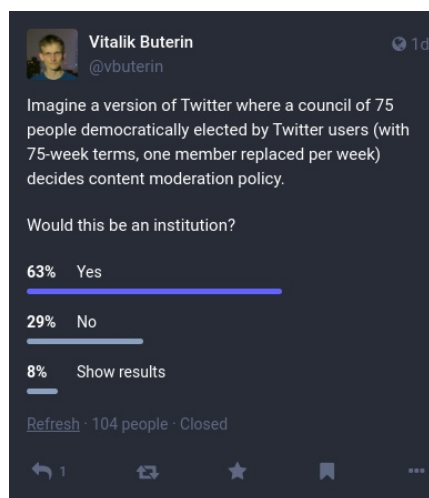 Vitalik Buterin
1d
@vbuterin
Imagine a version of Twitter where a council of 75
people democratically elected by Twitter users (with
75-week terms, one member replaced per week)
decides content moderation policy.
Would this be an institution?
63% Yes
29% No
8% Show results
Refresh · 104 people · Closed
1